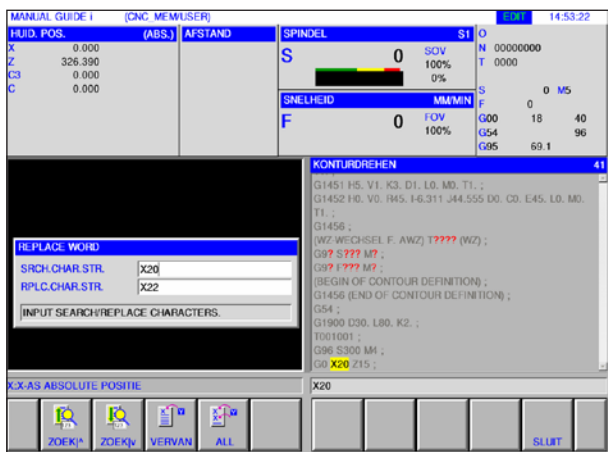 MANUAL GUIDE i (CNC_MEM/USER) EDIT 14:53:22
HUID. POS. (ABS.) AFSTAND SPINDEL S1 O
X 0.000
Z 326.390
C3 0.000
C 0.000
S 0 SOV
100%
0%
N 00000000
T 0000
S 0 M5
SNELHEID MM/MIN
F 0 FOV
100%
F 0
G00 18 40
G54 96
G95 69.1
KONTURDREHEN 41
G1451 H5. V1. K3. D1. L0. M0. T1. ;
G1452 H0. V0. R45. I-6.311 J44.555 D0. C0. E45. L0. M0.
T1. ;
G1456 ;
(WZ-WECHSEL F. AWZ) T???? (WZ) ;
G9? S??? M? ;
G9? F??? M? ;
(BEGIN OF CONTOUR DEFINITION) ;
G1456 (END OF CONTOUR DEFINITION) ;
G54 ;
G1900 D30. L80. K2. ;
T001001 ;
G96 S300 M4 ;
G0 X20 Z15 ;
REPLACE WORD
SRCH.CHAR.STR. X20
RPLC.CHAR.STR. X22
INPUT SEARCH/REPLACE CHARACTERS.
X:X-AS ABSOLUTE POSITIE X20
ZOEK|^ ZOEK|v VERVAN ALL SLUIT